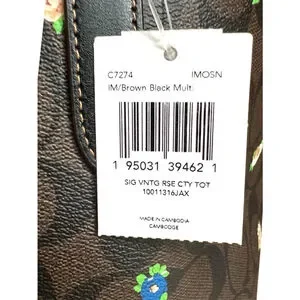 C7274 IMOSN
IM/Brown Black Mult.
1 95031 39462 1
SIG VNTG RSE CTY TOT
10011316JAX
MADE IN CAMBODIA
CAMBODGE